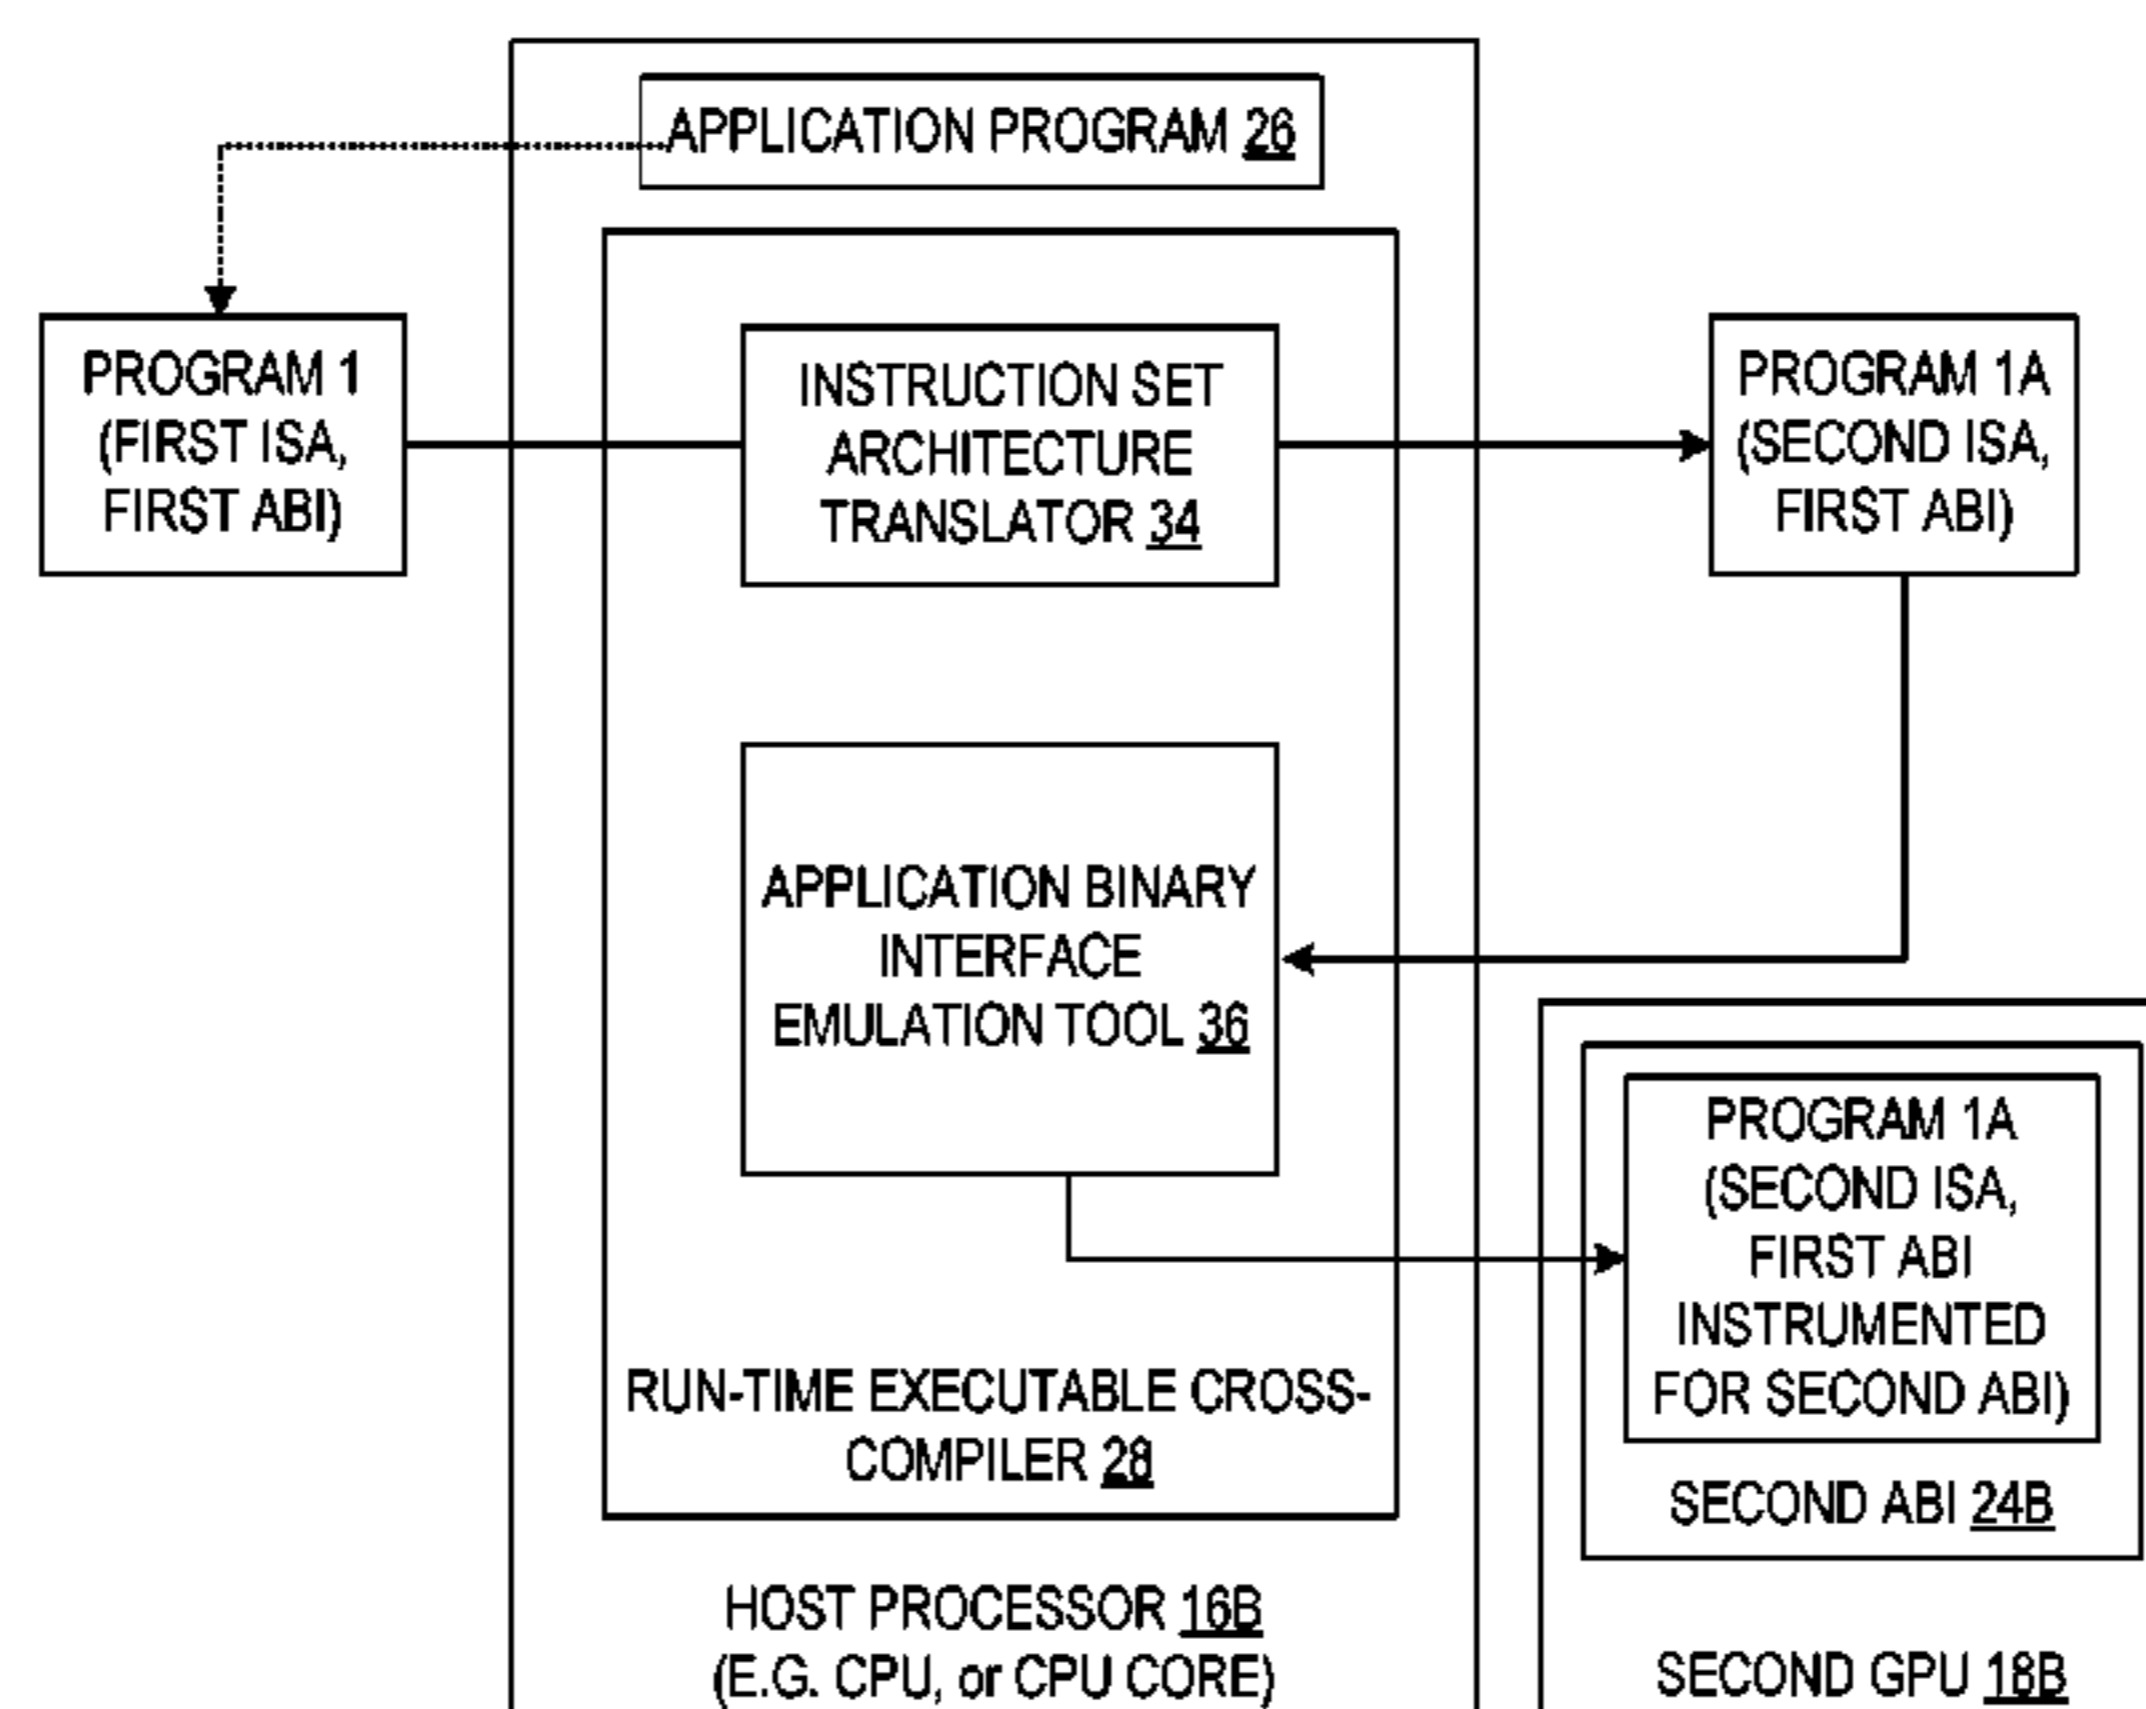 APPLICATION PROGRAM 26
PROGRAM 1
(FIRST ISA,
FIRST ABI)
INSTRUCTION SET
ARCHITECTURE
TRANSLATOR 34
PROGRAM 1A
(SECOND ISA,
FIRST ABI)
APPLICATION BINARY
INTERFACE
EMULATION TOOL 36
PROGRAM 1A
(SECOND ISA,
FIRST ABI
INSTRUMENTED
FOR SECOND ABI)
SECOND ABI 24B
RUN-TIME EXECUTABLE CROSS-
COMPILER 28
HOST PROCESSOR 16B
(E.G. CPU, or CPU CORE)
SECOND GPU 18B